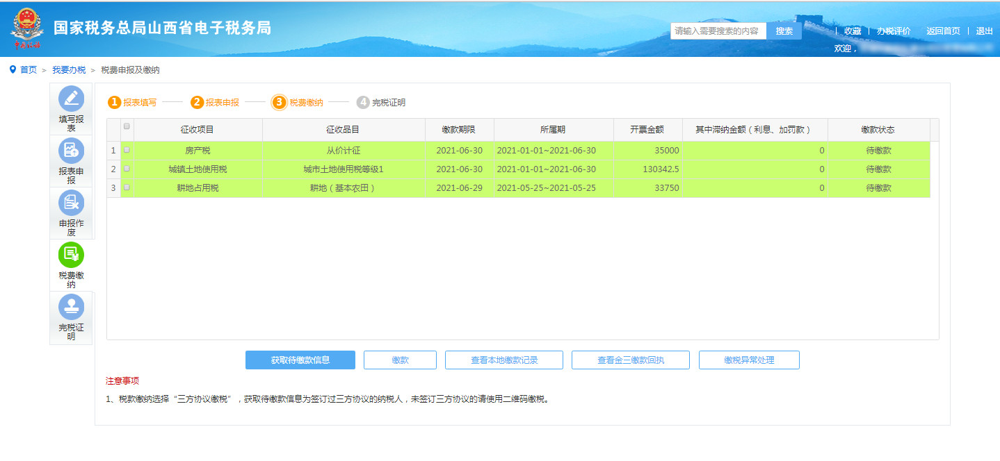 国家税务总局山西省电子税务局
请输入需要搜索的内容 搜索 | 收藏 | 办税评价 返回首页 | 退出
中国税务
欢迎，
首页 > 我要办税 > 税费申报及缴纳
填写报表
报表申报
申报作废
税费缴纳
完税证明
1 报表填写 2 报表申报 3 税费缴纳 4 完税证明
征收项目 征收品目 缴款期限 所属期 开票金额 其中滞纳金额（利息、加罚款） 缴款状态
1 房产税 从价计征 2021-06-30 2021-01-01~2021-06-30 35000 0 待缴款
2 城镇土地使用税 城市土地使用税等级1 2021-06-30 2021-01-01~2021-06-30 130342.5 0 待缴款
3 耕地占用税 耕地（基本农田） 2021-06-29 2021-05-25~2021-05-25 33750 0 待缴款
获取待缴款信息 缴款 查看本地缴款记录 查看金三缴款回执 缴税异常处理
注意事项
1、税款缴纳选择“三方协议缴税”，获取待缴款信息为签订过三方协议的纳税人，未签订三方协议的请使用二维码缴税。